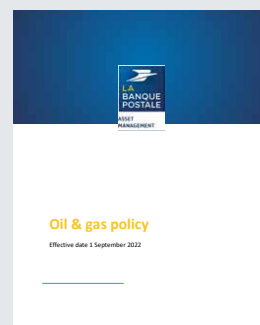 LA
BANQUE
POSTALE
ASSET
MANAGEMENT
Oil & gas policy
Effective date 1 September 2022